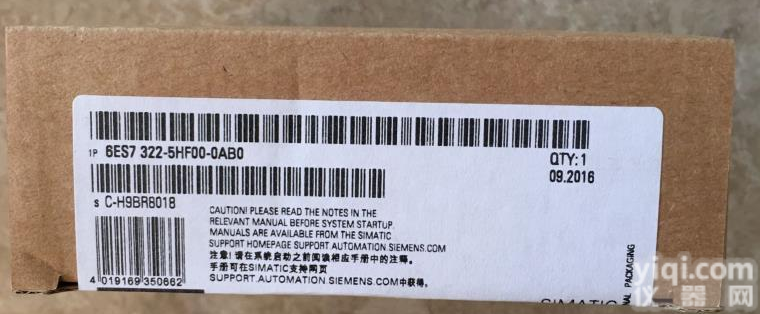 1P 6ES7 322-5HF00-0AB0
QTY: 1
09.2016
S C-H9BR6018
CAUTION! PLEASE READ THE NOTES IN THE
RELEVANT MANUAL BEFORE SYSTEM STARTUP.
MANUALS ARE AVAILABLE FROM THE SIMATIC
SUPPORT HOMEPAGE SUPPORT.AUTOMATION.SIEMENS.COM
注意! 请在系统启动之前阅读相应手册中的注释。
手册可在SIMATIC支持网页
SUPPORT.AUTOMATION.SIEMENS.COM中获得。
4 019169 350662
SIMATIC
PACKAGING
yiqi.com
仪器网